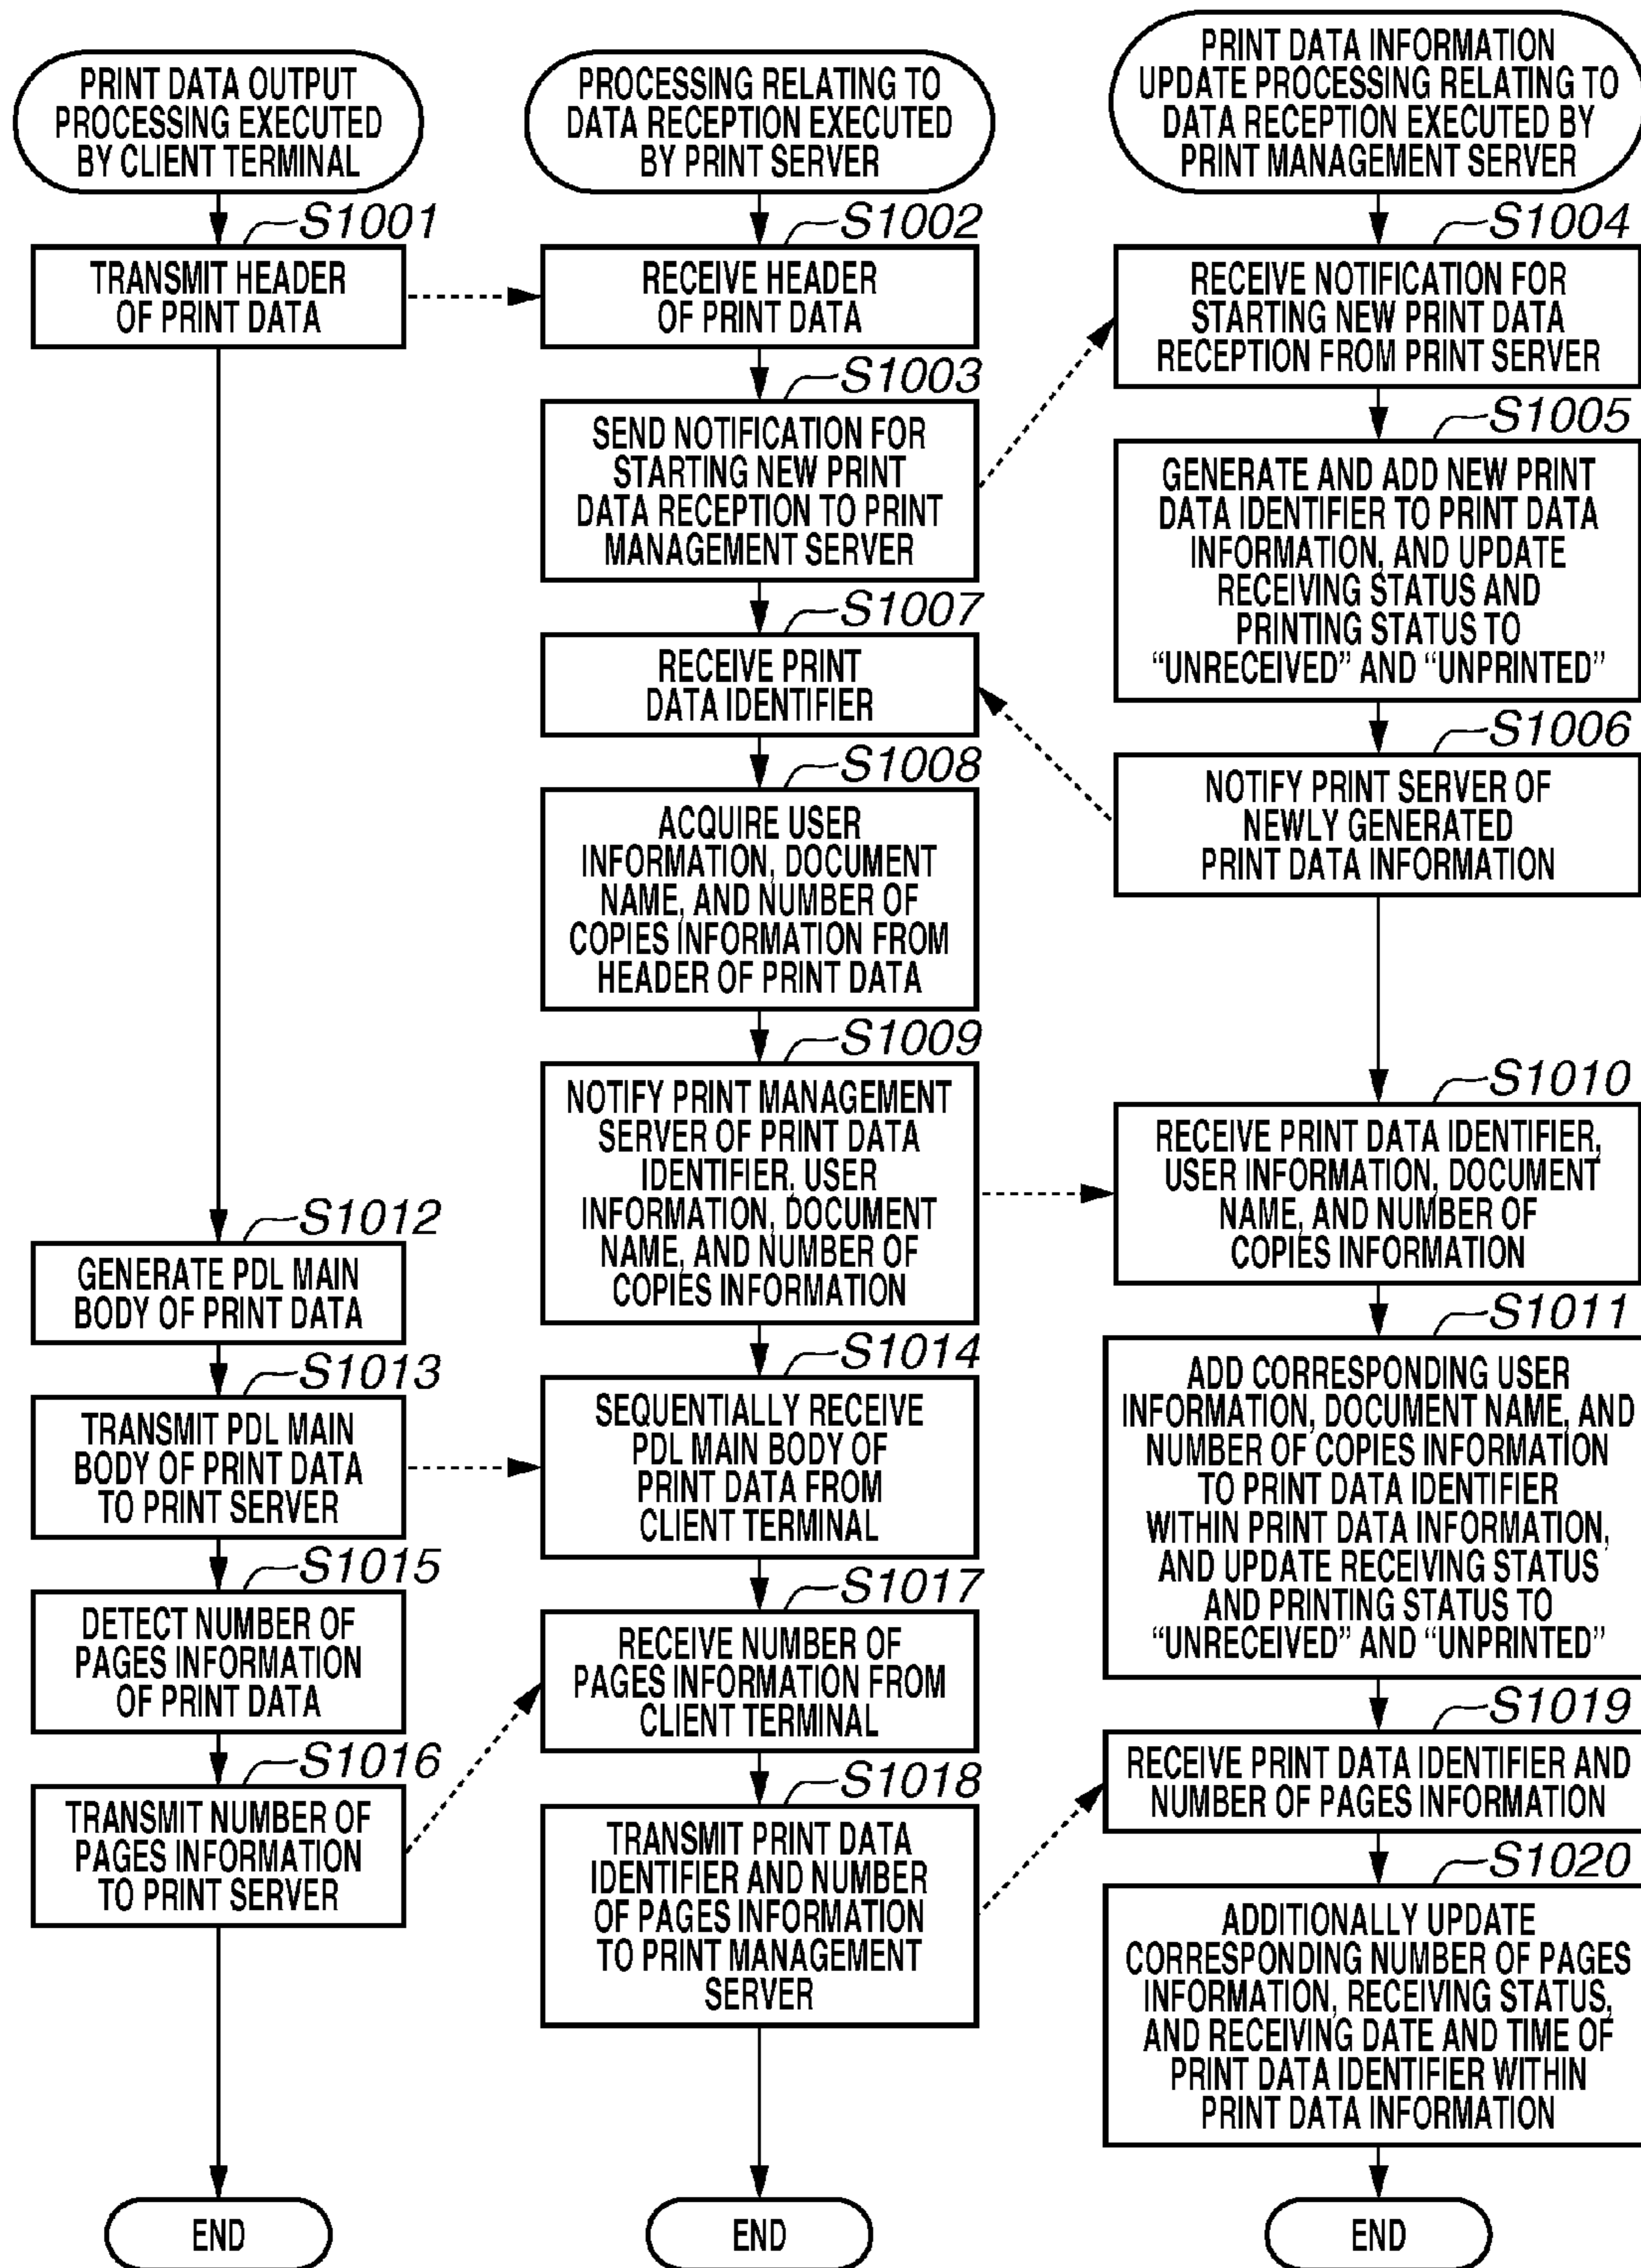 PRINT DATA OUTPUT
PROCESSING EXECUTED
BY CLIENT TERMINAL
S1001
TRANSMIT HEADER
OF PRINT DATA
S1012
GENERATE PDL MAIN
BODY OF PRINT DATA
S1013
TRANSMIT PDL MAIN
BODY OF PRINT DATA
TO PRINT SERVER
S1015
DETECT NUMBER OF
PAGES INFORMATION
OF PRINT DATA
S1016
TRANSMIT NUMBER OF
PAGES INFORMATION
TO PRINT SERVER
END
PROCESSING RELATING TO
DATA RECEPTION EXECUTED
BY PRINT SERVER
S1002
RECEIVE HEADER
OF PRINT DATA
S1003
SEND NOTIFICATION FOR
STARTING NEW PRINT
DATA RECEPTION TO PRINT
MANAGEMENT SERVER
S1007
RECEIVE PRINT
DATA IDENTIFIER
S1008
ACQUIRE USER
INFORMATION, DOCUMENT
NAME, AND NUMBER OF
COPIES INFORMATION FROM
HEADER OF PRINT DATA
S1009
NOTIFY PRINT MANAGEMENT
SERVER OF PRINT DATA
IDENTIFIER, USER
INFORMATION, DOCUMENT
NAME, AND NUMBER OF
COPIES INFORMATION
S1014
SEQUENTIALLY RECEIVE
PDL MAIN BODY OF
PRINT DATA FROM
CLIENT TERMINAL
S1017
RECEIVE NUMBER OF
PAGES INFORMATION FROM
CLIENT TERMINAL
S1018
TRANSMIT PRINT DATA
IDENTIFIER AND NUMBER
OF PAGES INFORMATION
TO PRINT MANAGEMENT
SERVER
END
PRINT DATA INFORMATION
UPDATE PROCESSING RELATING TO
DATA RECEPTION EXECUTED BY
PRINT MANAGEMENT SERVER
S1004
RECEIVE NOTIFICATION FOR
STARTING NEW PRINT DATA
RECEPTION FROM PRINT SERVER
S1005
GENERATE AND ADD NEW PRINT
DATA IDENTIFIER TO PRINT DATA
INFORMATION, AND UPDATE
RECEIVING STATUS AND
PRINTING STATUS TO
“UNRECEIVED” AND “UNPRINTED”
S1006
NOTIFY PRINT SERVER OF
NEWLY GENERATED
PRINT DATA INFORMATION
S1010
RECEIVE PRINT DATA IDENTIFIER,
USER INFORMATION, DOCUMENT
NAME, AND NUMBER OF
COPIES INFORMATION
S1011
ADD CORRESPONDING USER
INFORMATION, DOCUMENT NAME, AND
NUMBER OF COPIES INFORMATION
TO PRINT DATA IDENTIFIER
WITHIN PRINT DATA INFORMATION,
AND UPDATE RECEIVING STATUS
AND PRINTING STATUS TO
“UNRECEIVED” AND “UNPRINTED”
S1019
RECEIVE PRINT DATA IDENTIFIER AND
NUMBER OF PAGES INFORMATION
S1020
ADDITIONALLY UPDATE
CORRESPONDING NUMBER OF PAGES
INFORMATION, RECEIVING STATUS,
AND RECEIVING DATE AND TIME OF
PRINT DATA IDENTIFIER WITHIN
PRINT DATA INFORMATION
END